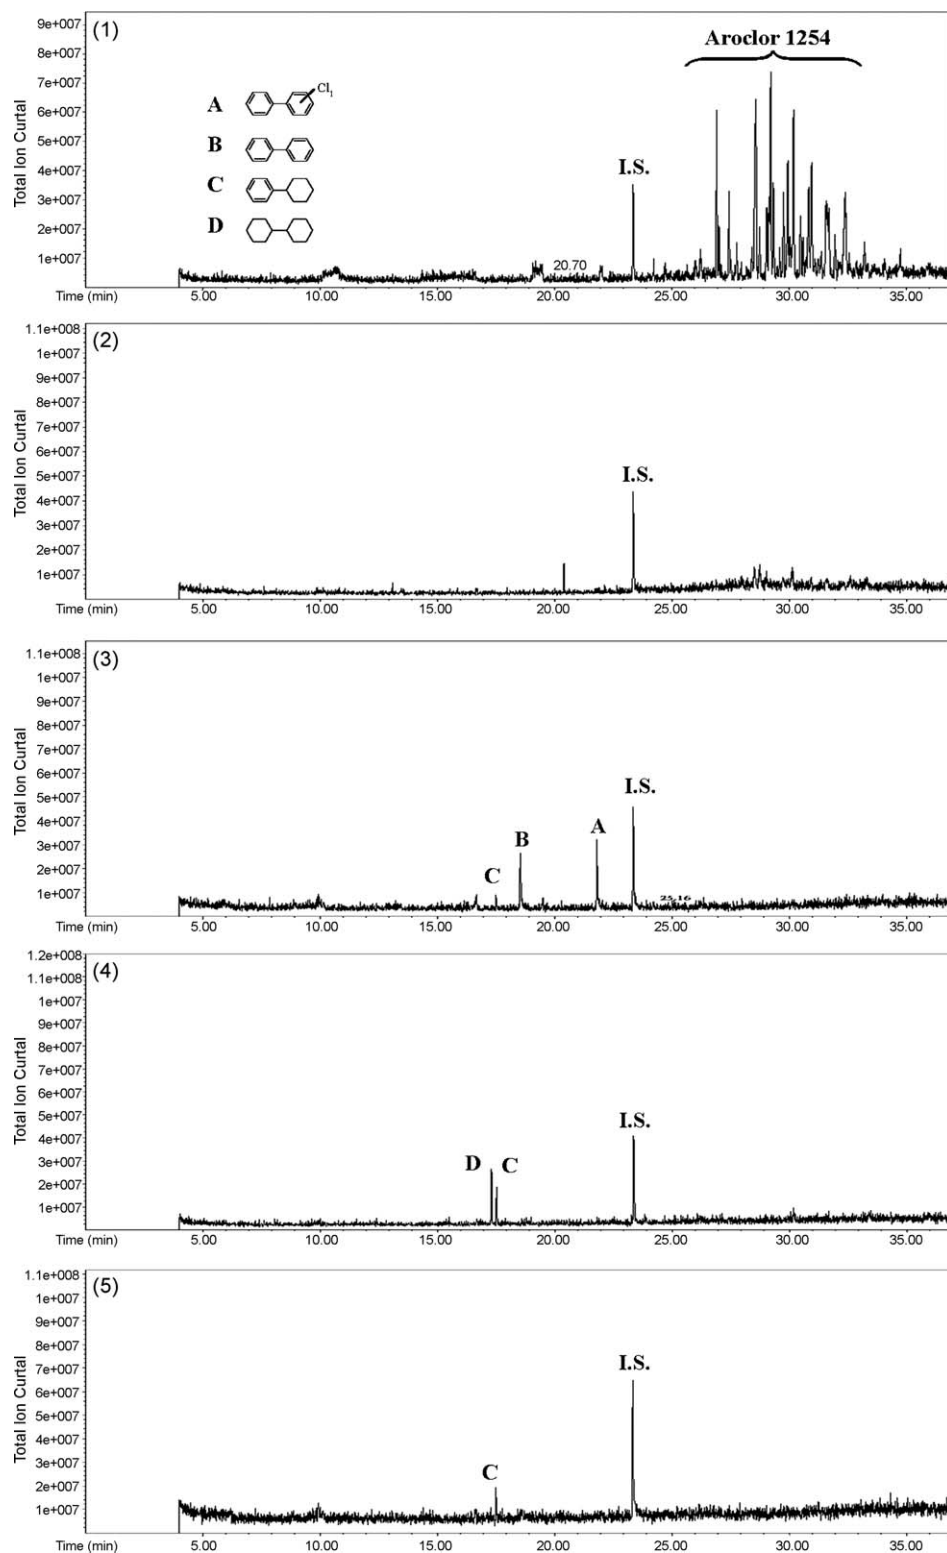 (1)
Total Ion Curtal
9e+007
8e+007
7e+007
6e+007
5e+007
4e+007
3e+007
2e+007
1e+007
Aroclor 1254
A
Cl1
B
C
D
I.S.
20.70
Time (min) 5.00 10.00 15.00 20.00 25.00 30.00 35.00
(2)
Total Ion Curtal
1.1e+008
1e+007
9e+007
8e+007
7e+007
6e+007
5e+007
4e+007
3e+007
2e+007
1e+007
I.S.
Time (min) 5.00 10.00 15.00 20.00 25.00 30.00 35.00
(3)
Total Ion Curtal
1.1e+008
1e+007
9e+007
8e+007
7e+007
6e+007
5e+007
4e+007
3e+007
2e+007
1e+007
I.S.
A
B
C
25.16
Time (min) 5.00 10.00 15.00 20.00 25.00 30.00 35.00
(4)
Total Ion Curtal
1.2e+008
1.1e+008
1e+007
9e+007
8e+007
7e+007
6e+007
5e+007
4e+007
3e+007
2e+007
1e+007
I.S.
D C
Time (min) 5.00 10.00 15.00 20.00 25.00 30.00 35.00
(5)
Total Ion Curtal
1.1e+008
1e+007
9e+007
8e+007
7e+007
6e+007
5e+007
4e+007
3e+007
2e+007
1e+007
I.S.
C
Time (min) 5.00 10.00 15.00 20.00 25.00 30.00 35.00